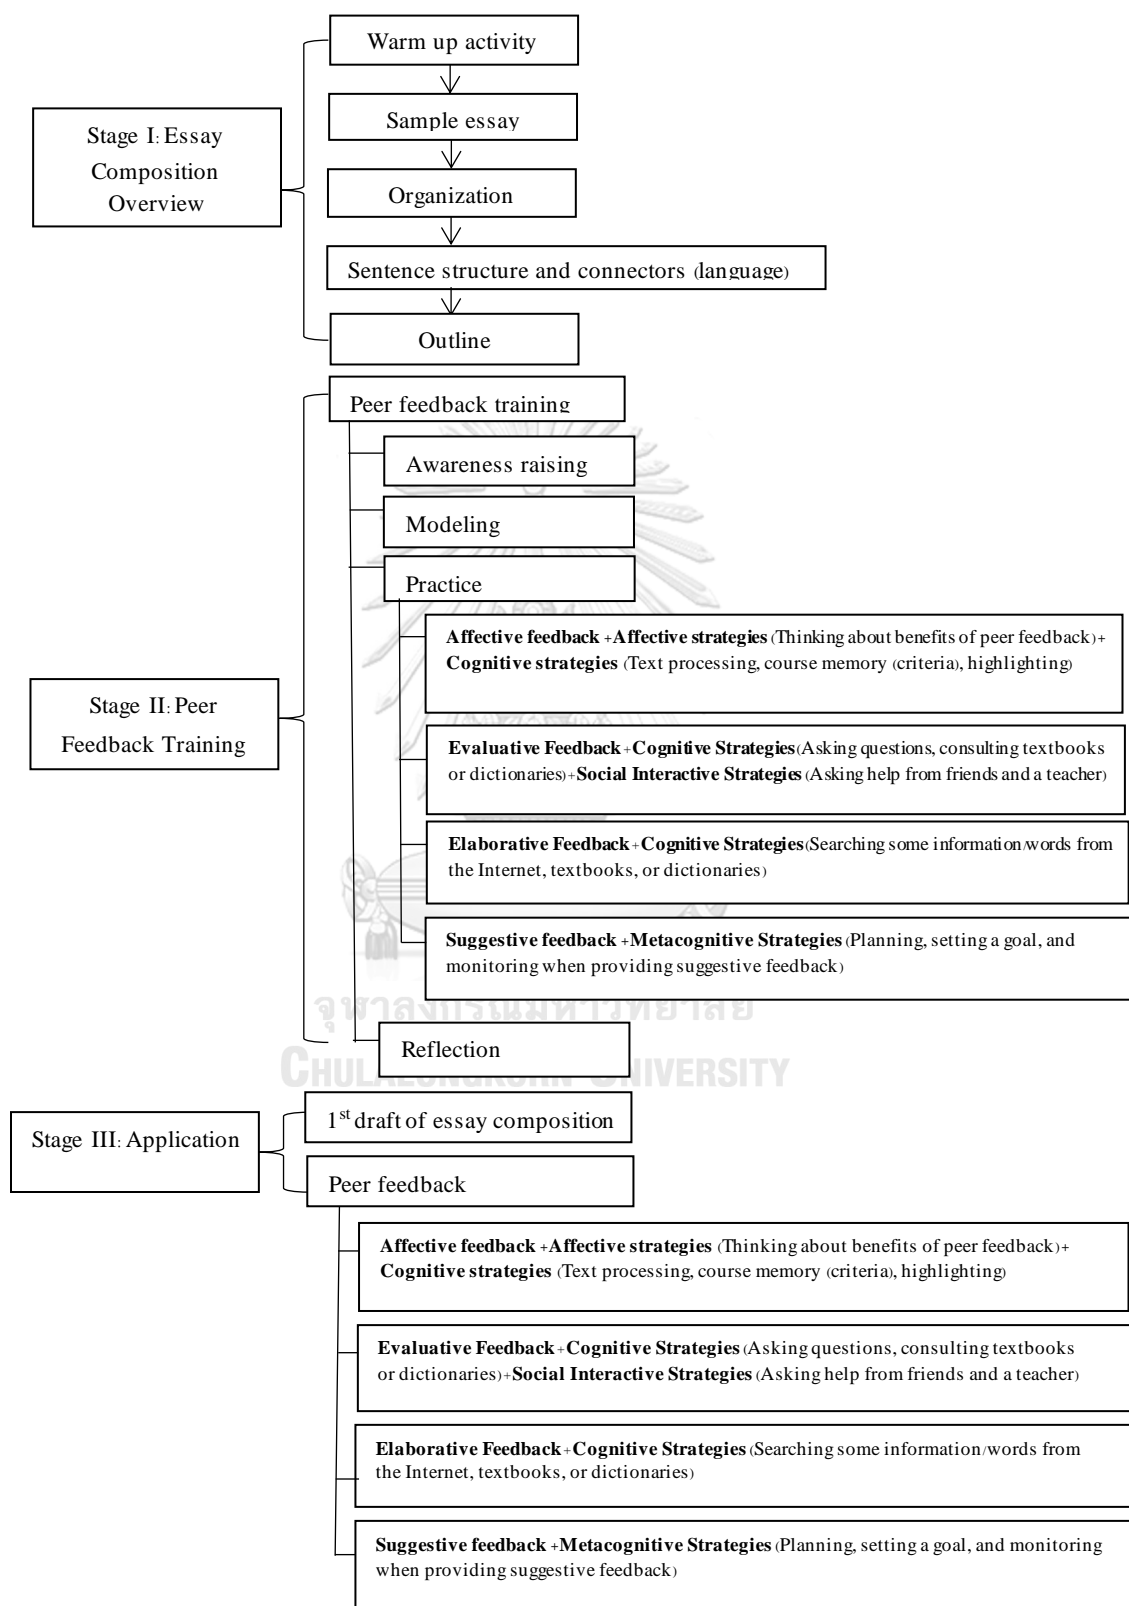 Warm up activity
Sample essay
Stage I: Essay
Composition
Overview
Organization
Sentence structure and connectors (language)
Outline
Peer feedback training
Awareness raising
Modeling
Practice
Affective feedback +Affective strategies (Thinking about benefits of peer feedback)+
Cognitive strategies (Text processing, course memory (criteria), highlighting)
Stage II: Peer
Feedback Training
Evaluative Feedback+Cognitive Strategies(Asking questions, consulting textbooks
or dictionaries)+Social Interactive Strategies (Asking help from friends and a teacher)
Elaborative Feedback+Cognitive Strategies(Searching some information/words from
the Internet, textbooks, or dictionaries)
Suggestive feedback +Metacognitive Strategies (Planning, setting a goal, and
monitoring when providing suggestive feedback)
จุฬาลงกรณ์มหาวิทยาลัย
Reflection
CHULALONGKORN UNIVERSITY
1st draft of essay composition
Stage III: Application
Peer feedback
Affective feedback +Affective strategies (Thinking about benefits of peer feedback)+
Cognitive strategies (Text processing, course memory (criteria), highlighting)
Evaluative Feedback+Cognitive Strategies (Asking questions, consulting textbooks
or dictionaries)+Social Interactive Strategies (Asking help from friends and a teacher)
Elaborative Feedback+Cognitive Strategies (Searching some information/words from
the Internet, textbooks, or dictionaries)
Suggestive feedback +Metacognitive Strategies (Planning, setting a goal, and monitoring
when providing suggestive feedback)